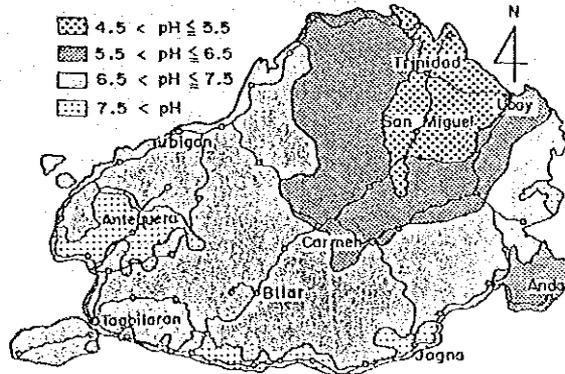 4.5 < pH ≦ 5.5
5.5 < pH ≦ 6.5
6.5 < pH ≦ 7.5
7.5 < pH
N
Trinidad
Ubay
San Miguel
Tubigon
Antequera
Carmen
Bilar
Anda
Tagbilaran
Jagna